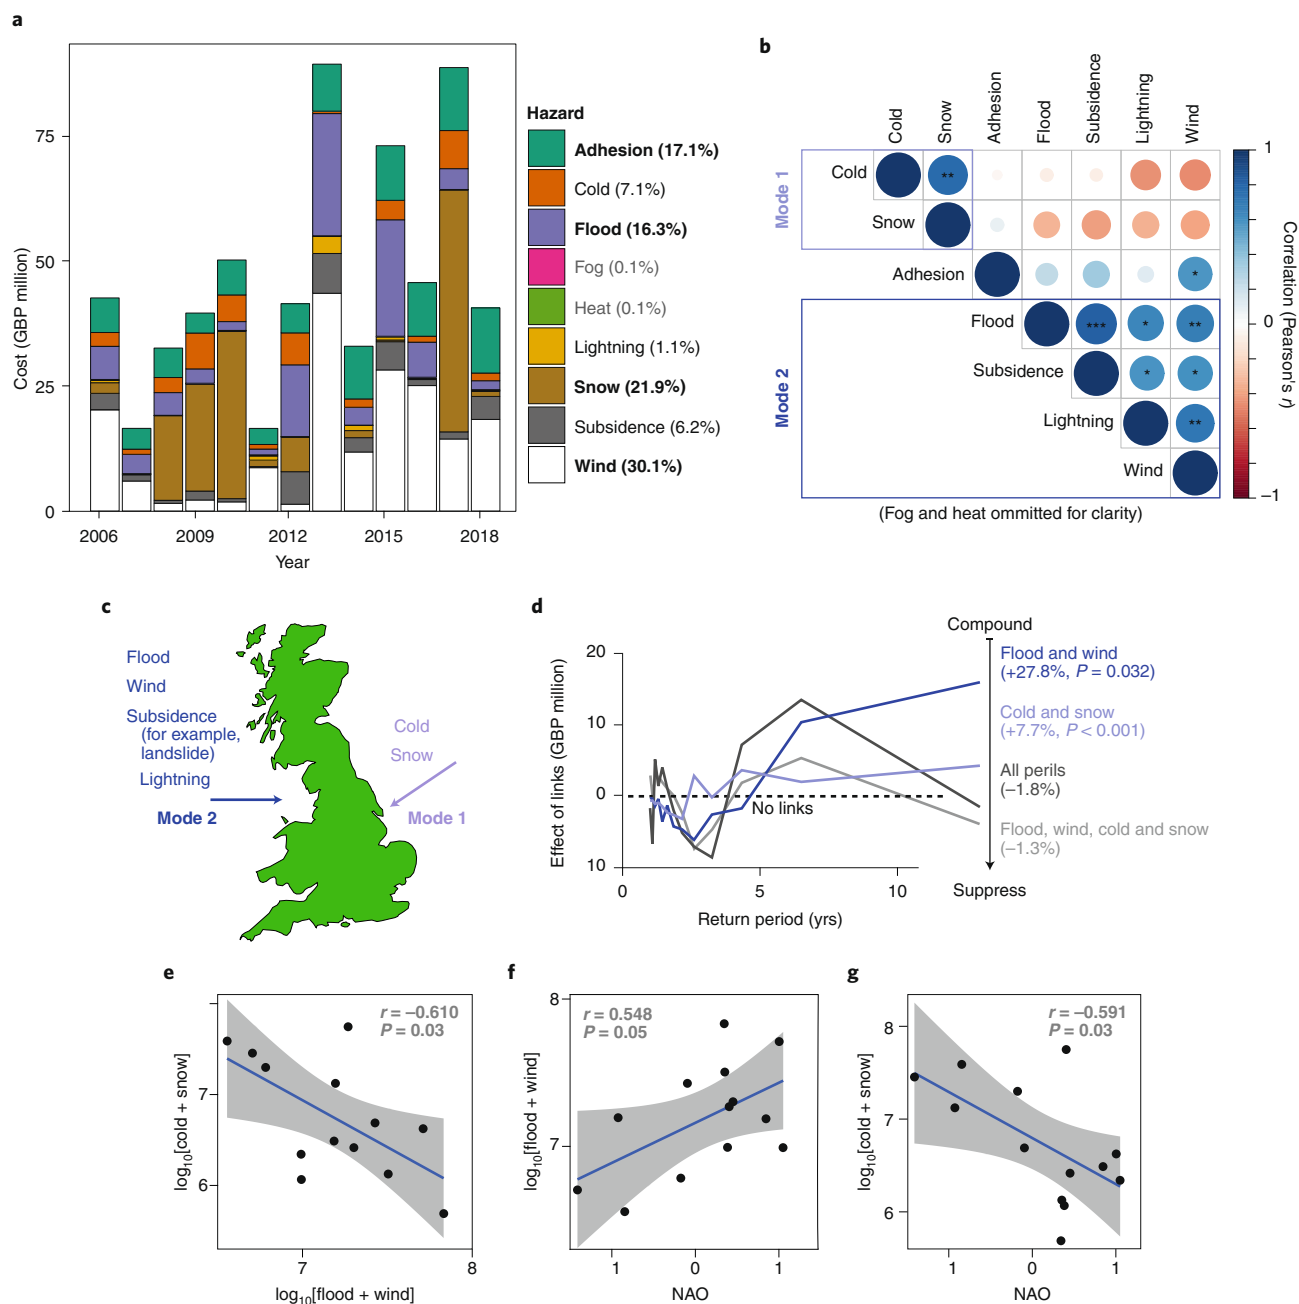 a
Cost (GBP million)
75
50
25
0
2006
2009
2012
2015
2018
Year
Hazard
Adhesion (17.1%)
Cold (7.1%)
Flood (16.3%)
Fog (0.1%)
Heat (0.1%)
Lightning (1.1%)
Snow (21.9%)
Subsidence (6.2%)
Wind (30.1%)
b
Cold
Snow
Adhesion
Flood
Subsidence
Lightning
Wind
Mode 1
Mode 2
Cold
**
Snow
Adhesion
*
Flood
***
*
**
Subsidence
*
*
Lightning
**
Wind
(Fog and heat ommitted for clarity)
1
0
−1
Correlation (Pearson's r)
c
Flood
Wind
Subsidence
(for example,
landslide)
Lightning
Mode 2
Cold
Snow
Mode 1
d
Effect of links (GBP million)
20
10
0
10
0
5
10
Return period (yrs)
No links
Compound
Flood and wind
(+27.8%, P = 0.032)
Cold and snow
(+7.7%, P < 0.001)
All perils
(−1.8%)
Flood, wind, cold and snow
(−1.3%)
Suppress
e
r = −0.610
P = 0.03
log10[cold + snow]
7
6
7
8
log10[flood + wind]
f
r = 0.548
P = 0.05
log10[flood + wind]
8
7
1
0
1
NAO
g
r = −0.591
P = 0.03
log10[cold + snow]
8
7
6
1
0
1
NAO